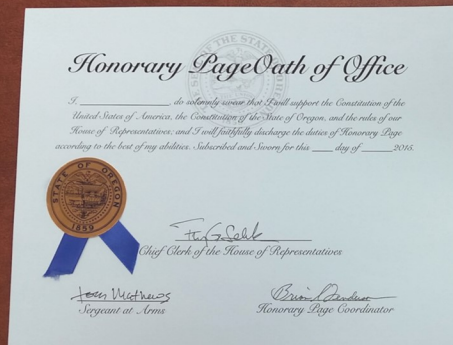 Honorary Page Oath of Office
I, ____________________, do solemnly swear that I will support the Constitution of the
United States of America, the Constitution of the State of Oregon, and the rules of our
House of Representatives; and I will faithfully discharge the duties of Honorary Page
according to the best of my abilities. Subscribed and Sworn for this ____ day of ______ 2015.
STATE OF OREGON
1859
Chief Clerk of the House of Representatives
Sergeant at Arms
Honorary Page Coordinator